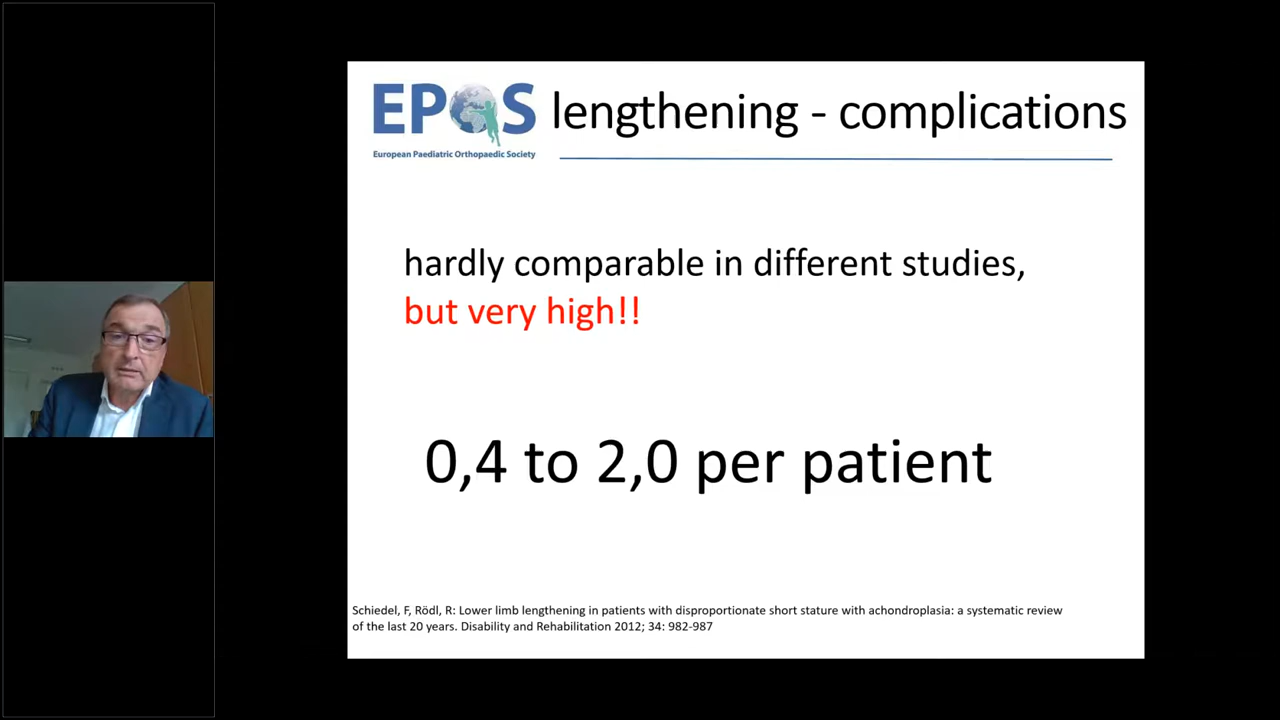 EPOS
European Paediatric Orthopaedic Society
lengthening - complications
hardly comparable in different studies,
but very high!!
0,4 to 2,0 per patient
Schiedel, F, Rödl, R: Lower limb lengthening in patients with disproportionate short stature with achondroplasia: a systematic review
of the last 20 years. Disability and Rehabilitation 2012; 34: 982-987